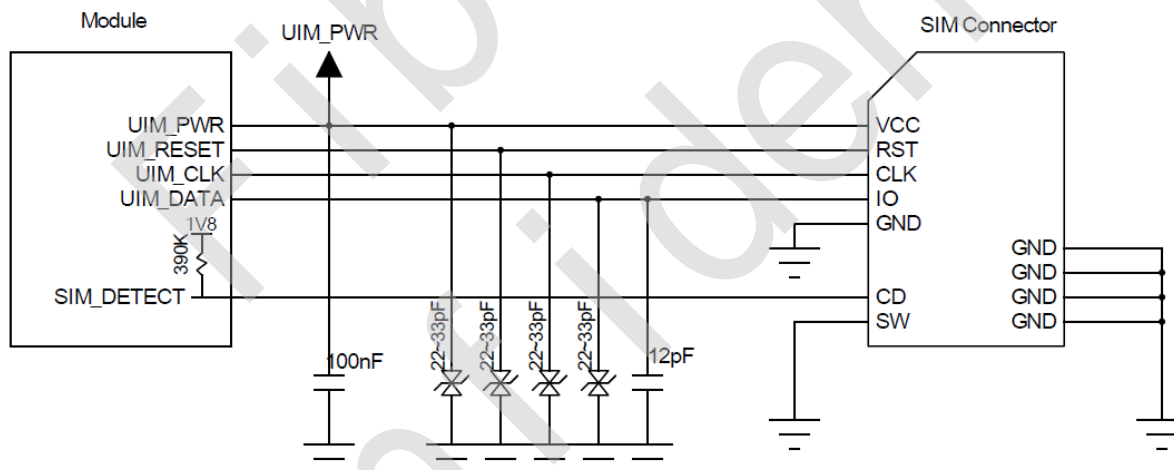 Module
UIM_PWR
SIM Connector
UIM_PWR
UIM_RESET
UIM_CLK
UIM_DATA
1V8
390K
SIM_DETECT
VCC
RST
CLK
IO
GND
GND
GND
GND
GND
CD
SW
100nF
22~33pF
22~33pF
22~33pF
22~33pF
12pF